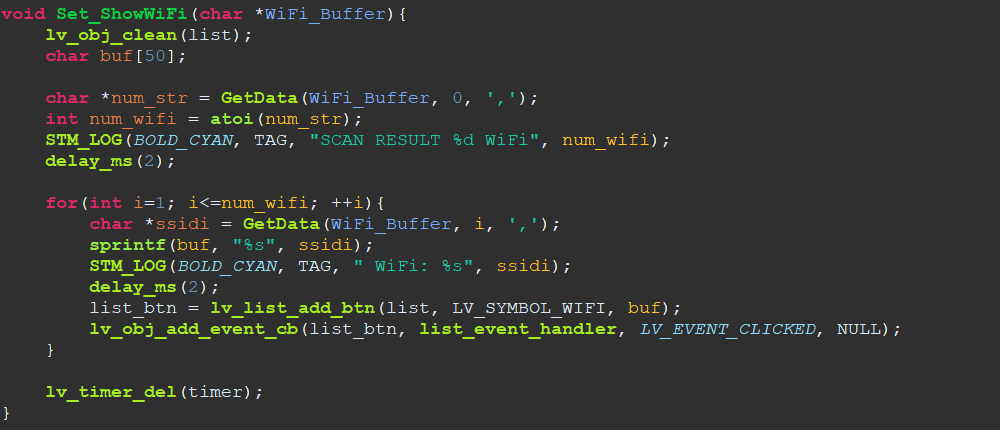 void Set_ShowWiFi(char *WiFi_Buffer){
    lv_obj_clean(list);
    char buf[50];

    char *num_str = GetData(WiFi_Buffer, 0, ',');
    int num_wifi = atoi(num_str);
    STM_LOG(BOLD_CYAN, TAG, "SCAN RESULT %d WiFi", num_wifi);
    delay_ms(2);

    for(int i=1; i<=num_wifi; ++i){
        char *ssidi = GetData(WiFi_Buffer, i, ',');
        sprintf(buf, "%s", ssidi);
        STM_LOG(BOLD_CYAN, TAG, " WiFi: %s", ssidi);
        delay_ms(2);
        list_btn = lv_list_add_btn(list, LV_SYMBOL_WIFI, buf);
        lv_obj_add_event_cb(list_btn, list_event_handler, LV_EVENT_CLICKED, NULL);
    }

    lv_timer_del(timer);
}